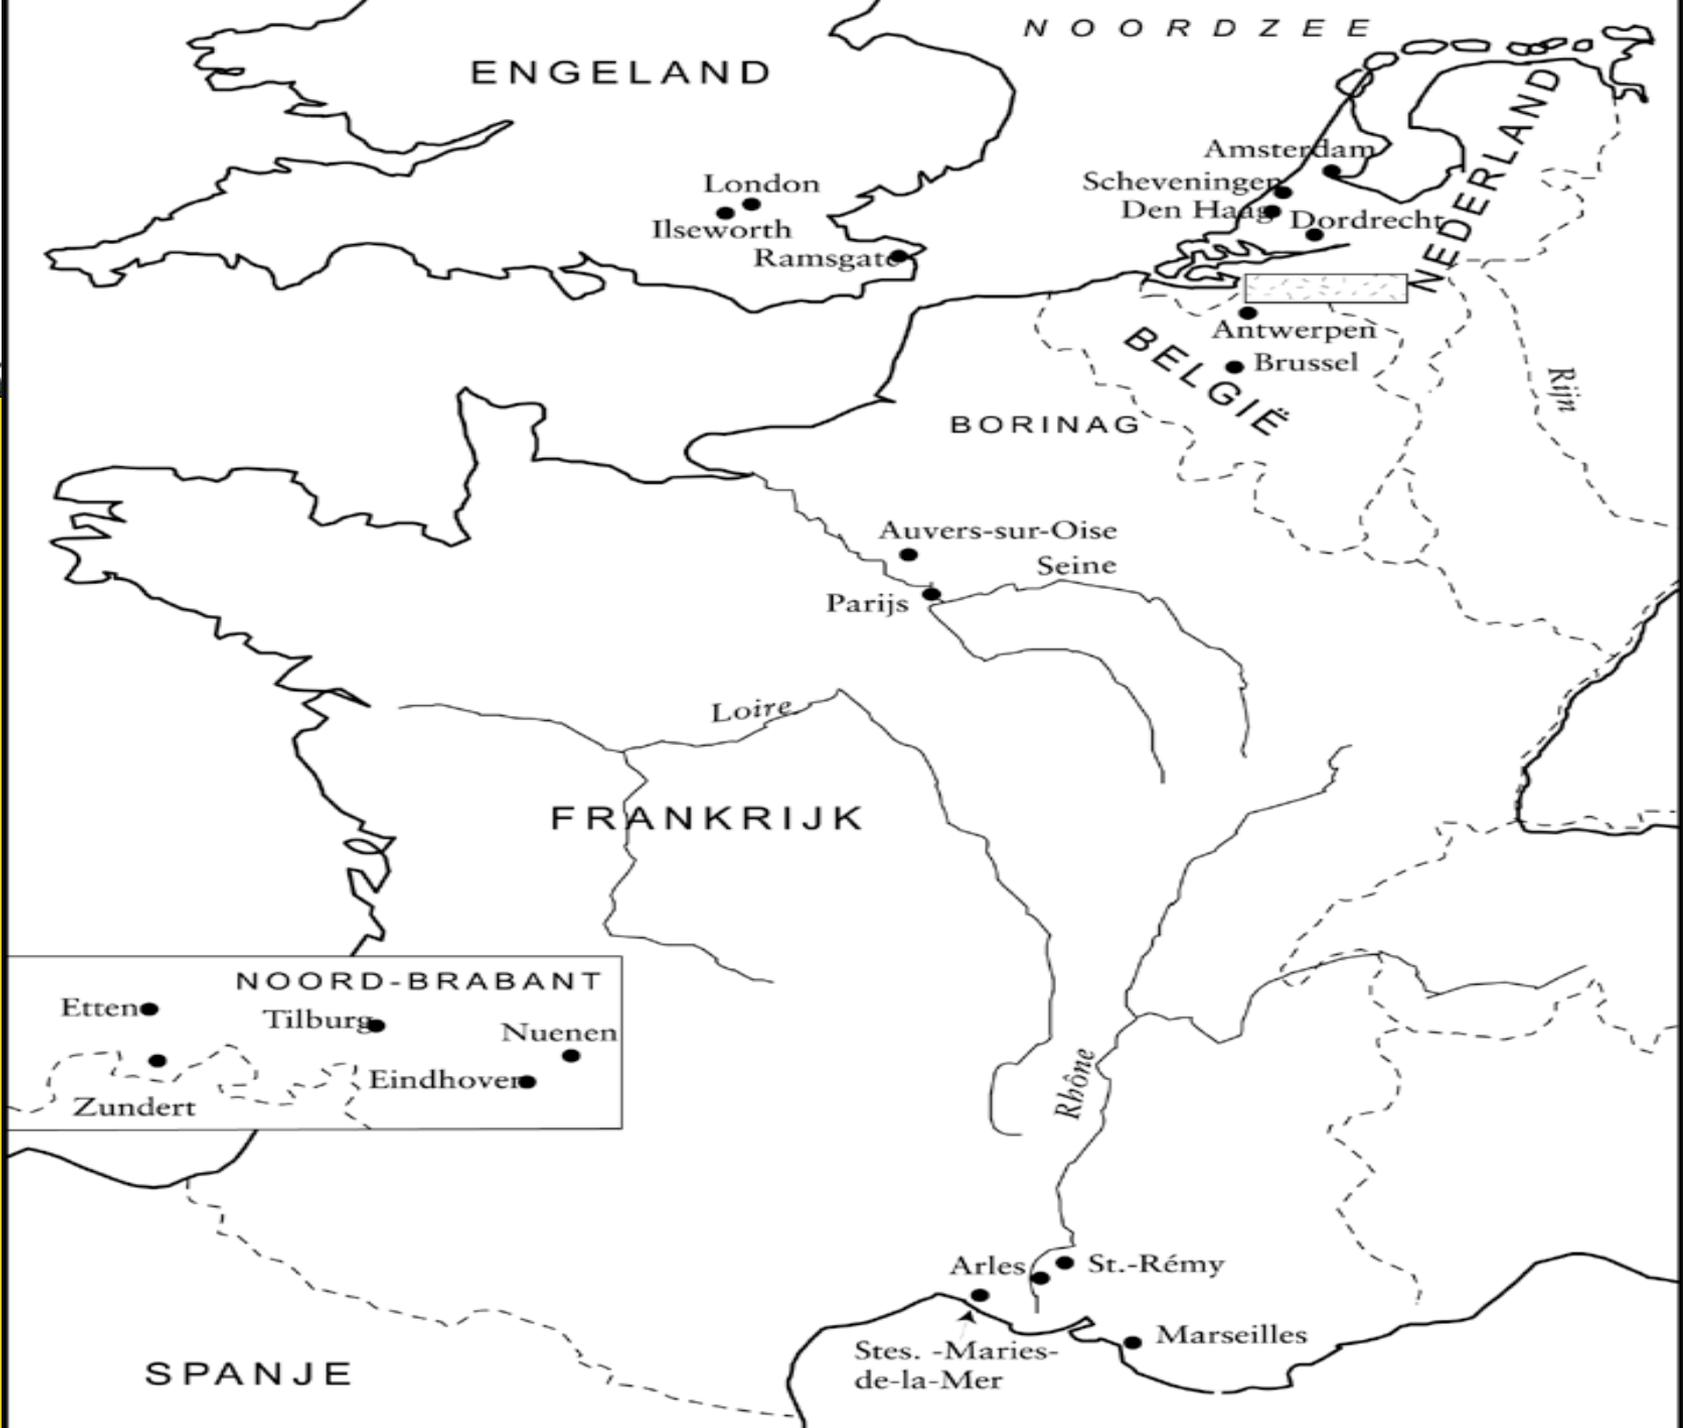 NOORDZEE
ENGELAND
NEDERLAND
Amsterdam
Scheveningen
London
Den Haag
Dordrecht
Ilseworth
Ramsgate
Antwerpen
BELGIË
Brussel
Rijn
BORINAG
Auvers-sur-Oise
Seine
Parijs
Loire
FRANKRIJK
NOORD-BRABANT
Etten
Tilburg
Nuenen
Eindhoven
Zundert
Rhône
Arles
St.-Rémy
Marseilles
Stes. -Maries-
de-la-Mer
SPANJE